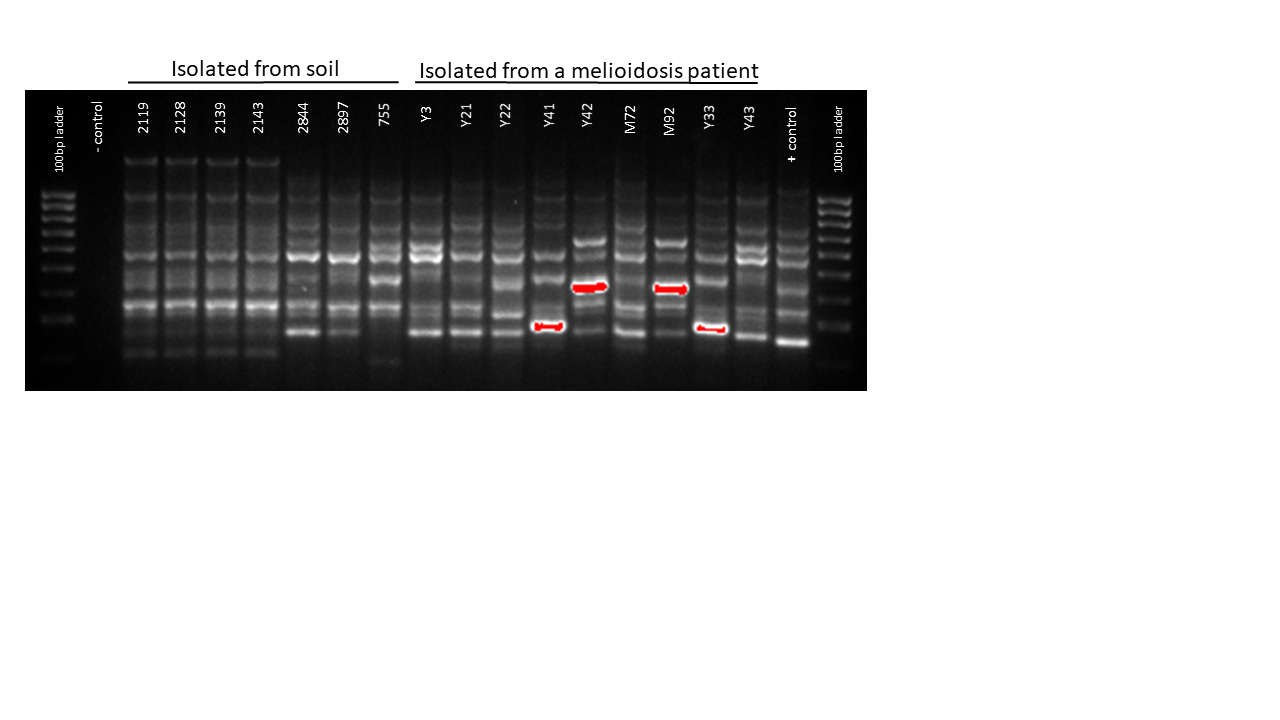 Isolated from soil
Isolated from a melioidosis patient
100bp ladder
- control
2119
2128
2139
2143
2844
2897
755
Y3
Y21
Y22
Y41
Y42
M72
M92
Y33
Y43
+ control
100bp ladder